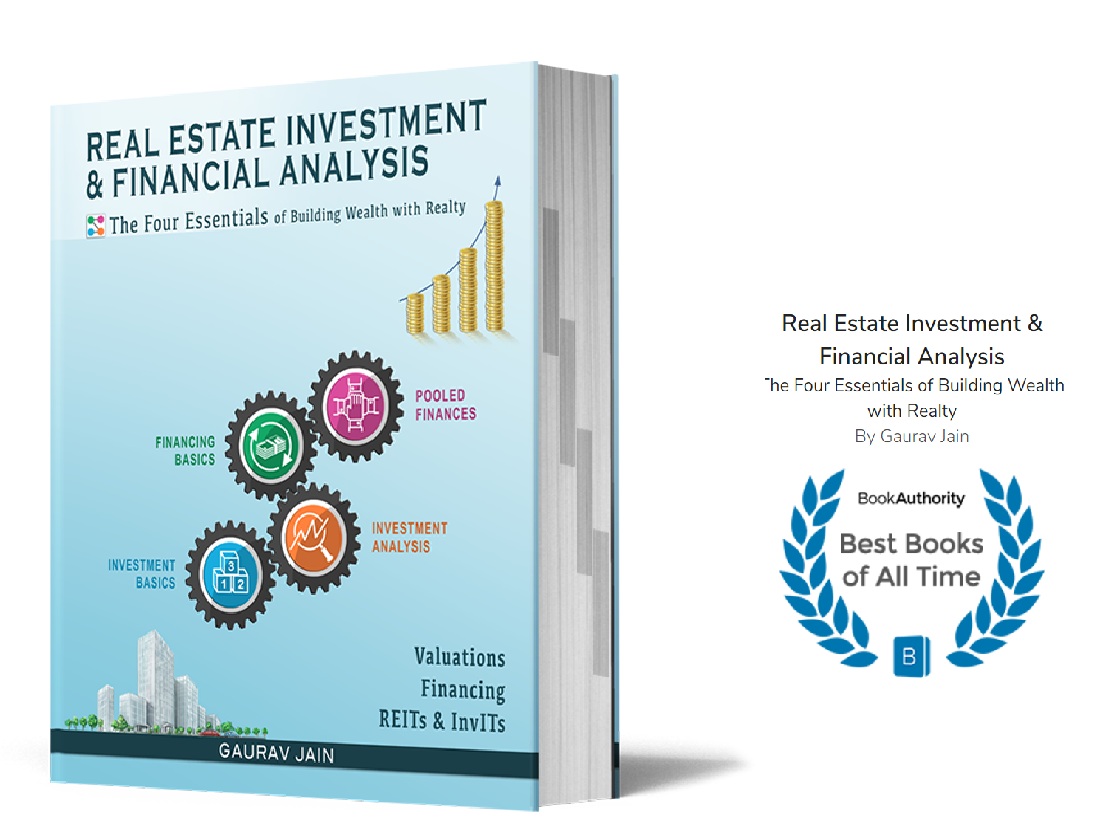 REAL ESTATE INVESTMENT
& FINANCIAL ANALYSIS
The Four Essentials of Building Wealth with Realty
POOLED
FINANCES
FINANCING
BASICS
INVESTMENT
ANALYSIS
INVESTMENT
BASICS
3
1 2
Valuations
Financing
REITs & InvITs
GAURAV JAIN
Real Estate Investment &
Financial Analysis
The Four Essentials of Building Wealth
with Realty
By Gaurav Jain
BookAuthority
Best Books
of All Time
B